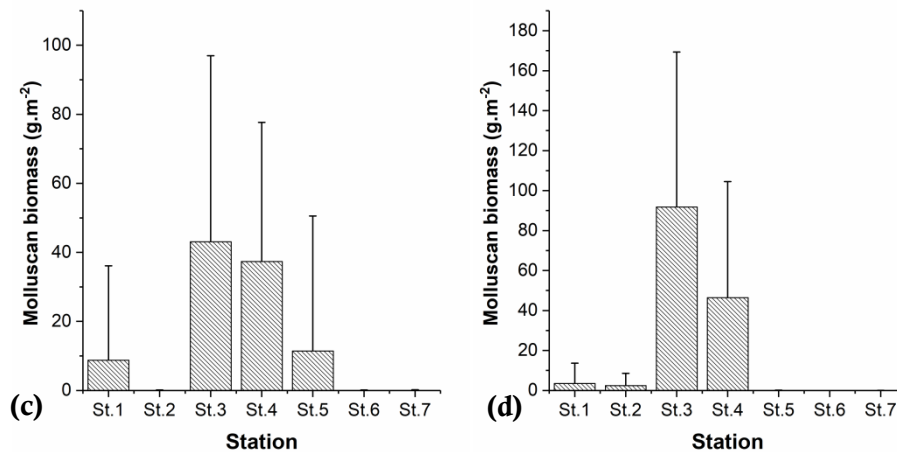 Molluscan biomass (g.m⁻²)
100
80
60
40
20
0
St.1 St.2 St.3 St.4 St.5 St.6 St.7
Station
(c)
Molluscan biomass (g.m⁻²)
180
160
140
120
100
80
60
40
20
0
St.1 St.2 St.3 St.4 St.5 St.6 St.7
Station
(d)